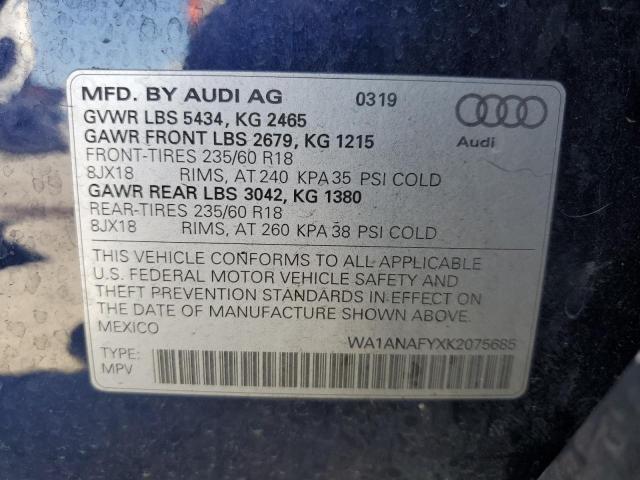 MFD. BY AUDI AG 0319
GVWR LBS 5434, KG 2465
GAWR FRONT LBS 2679, KG 1215
Audi
FRONT-TIRES 235/60 R18
8JX18 RIMS, AT 240 KPA 35 PSI COLD
GAWR REAR LBS 3042, KG 1380
REAR-TIRES 235/60 R18
8JX18 RIMS, AT 260 KPA 38 PSI COLD
THIS VEHICLE CONFORMS TO ALL APPLICABLE
U.S. FEDERAL MOTOR VEHICLE SAFETY AND
THEFT PREVENTION STANDARDS IN EFFECT ON
THE DATE OF MANUFACTURE SHOWN ABOVE.
MEXICO
WA1ANAFYXK2075685
TYPE:
MPV